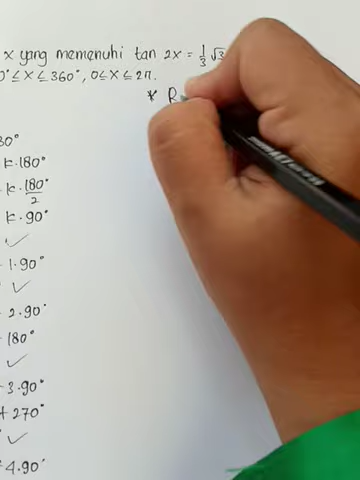 x yang memenuhi tan 2x = 1/3 √3
0° ≤ x ≤ 360°, 0 ≤ x ≤ 2π.
* R
30°
k.180°
k. 180°/2
k.90°
✓
1.90°
✓
2.90°
180°
✓
3.90°
+ 270°
✓
4.90°